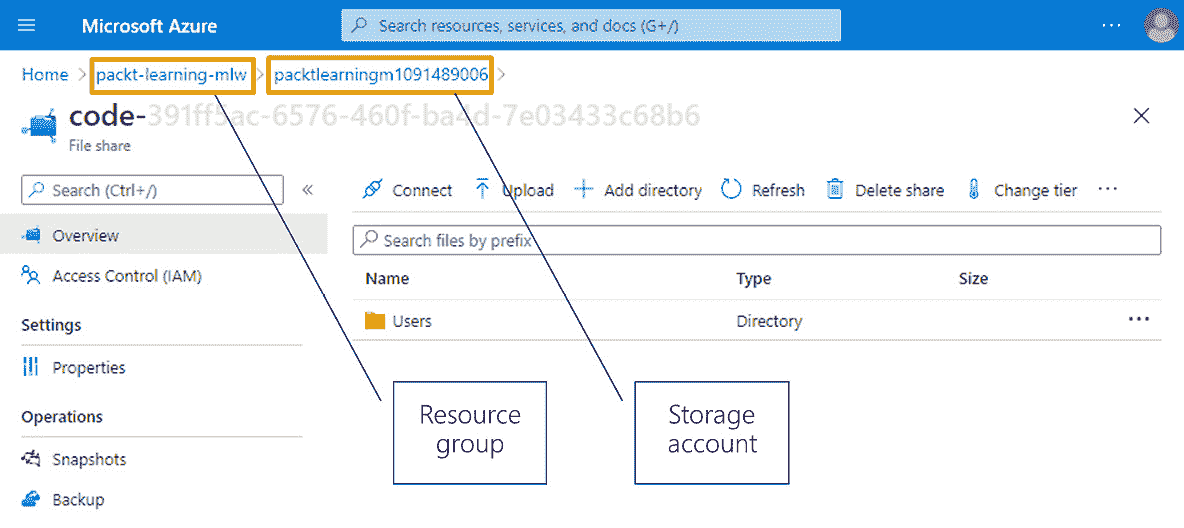 Microsoft Azure
Search resources, services, and docs (G+/)
Home > packt-learning-mlw > packtlearningm1091489006 >
code-391ff5ac-6576-460f-ba4d-7e03433c68b6
File share
Search (Ctrl+/)
Connect Upload Add directory Refresh Delete share Change tier
Overview
Search files by prefix
Access Control (IAM)
Name Type Size
Settings
Users Directory
Properties
Operations
Resource
group
Storage
account
Snapshots
Backup